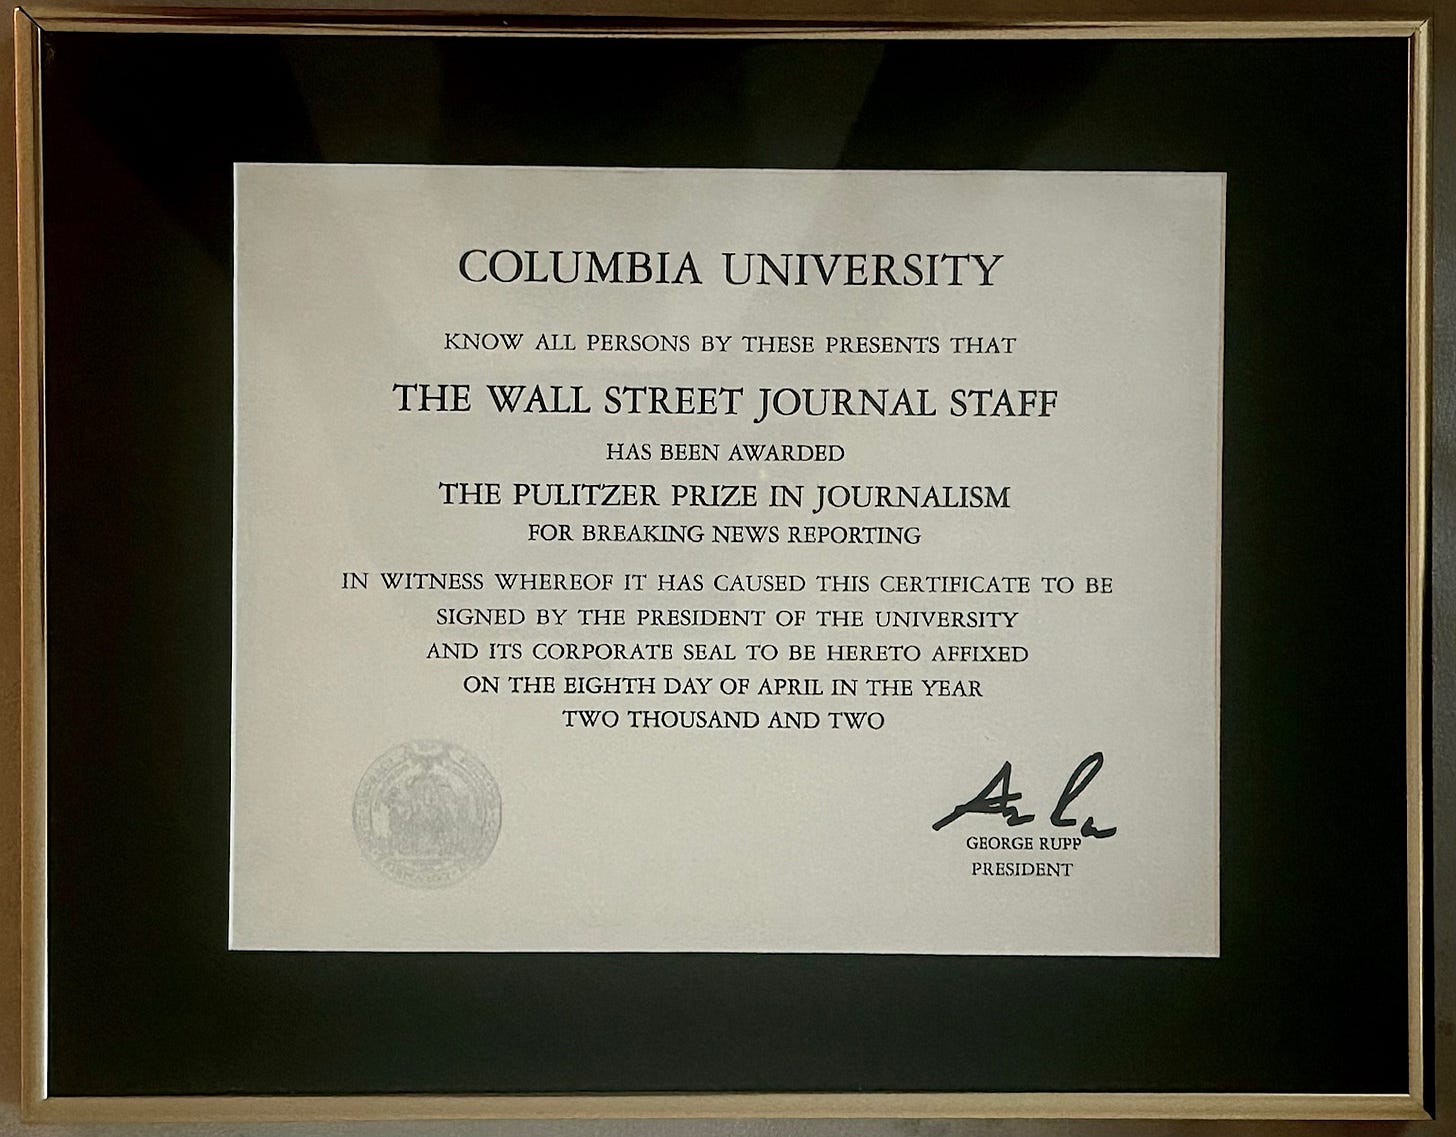 COLUMBIA UNIVERSITY
KNOW ALL PERSONS BY THESE PRESENTS THAT
THE WALL STREET JOURNAL STAFF
HAS BEEN AWARDED
THE PULITZER PRIZE IN JOURNALISM
FOR BREAKING NEWS REPORTING
IN WITNESS WHEREOF IT HAS CAUSED THIS CERTIFICATE TO BE
SIGNED BY THE PRESIDENT OF THE UNIVERSITY
AND ITS CORPORATE SEAL TO BE HERETO AFFIXED
ON THE EIGHTH DAY OF APRIL IN THE YEAR
TWO THOUSAND AND TWO
GEORGE RUPP
PRESIDENT